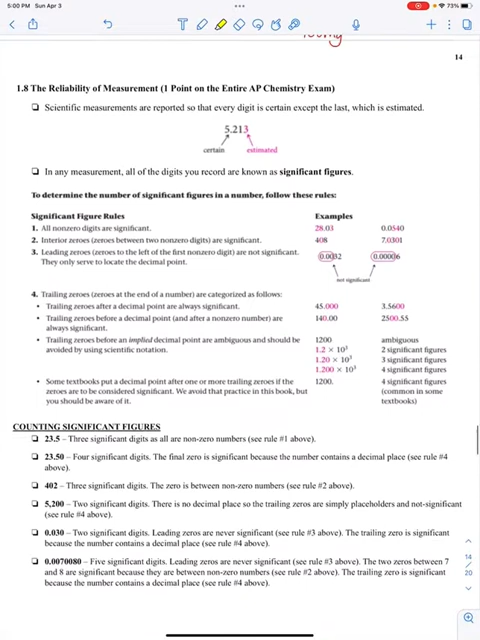 5:00 PM Sun Apr 3
73%
14
1.8 The Reliability of Measurement (1 Point on the Entire AP Chemistry Exam)
Scientific measurements are reported so that every digit is certain except the last, which is estimated.
5.213
certain estimated
In any measurement, all of the digits you record are known as significant figures.
To determine the number of significant figures in a number, follow these rules:
Significant Figure Rules Examples
1. All nonzero digits are significant. 28.03 0.0540
2. Interior zeroes (zeroes between two nonzero digits) are significant. 408 7.0301
3. Leading zeroes (zeroes to the left of the first nonzero digit) are not significant. 0.0032 0.00006
They only serve to locate the decimal point.
not significant
4. Trailing zeroes (zeroes at the end of a number) are categorized as follows:
• Trailing zeroes after a decimal point are always significant. 45.000 3.5600
• Trailing zeroes before a decimal point (and after a nonzero number) are 140.00 2500.55
always significant.
• Trailing zeroes before an implied decimal point are ambiguous and should be 1200 ambiguous
avoided by using scientific notation. 1.2 × 10³ 2 significant figures
1.20 × 10³ 3 significant figures
1.200 × 10³ 4 significant figures
• Some textbooks put a decimal point after one or more trailing zeroes if the 1200. 4 significant figures
zeroes are to be considered significant. We avoid that practice in this book, but (common in some
you should be aware of it. textbooks)
COUNTING SIGNIFICANT FIGURES
23.5 – Three significant digits as all are non-zero numbers (see rule #1 above).
23.50 – Four significant digits. The final zero is significant because the number contains a decimal place (see rule #4
above).
402 – Three significant digits. The zero is between non-zero numbers (see rule #2 above).
5,200 – Two significant digits. There is no decimal place so the trailing zeroes are simply placeholders and not-significant
(see rule #4 above).
0.030 – Two significant digits. Leading zeroes are never significant (see rule #3 above). The trailing zero is significant
because the number contains a decimal place (see rule #4 above).
0.0070080 – Five significant digits. Leading zeroes are never significant (see rule #3 above). The two zeros between 7
and 8 are significant because they are between non-zero numbers (see rule #2 above). The trailing zero is significant
because the number contains a decimal place (see rule #4 above).
14
/
20